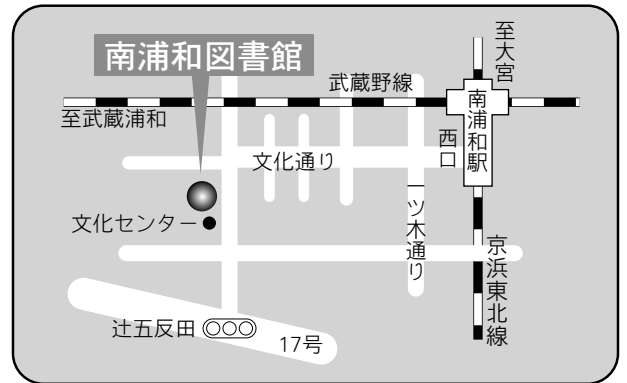 南浦和図書館
至大宮
武蔵野線
至武蔵浦和
南浦和駅
西口
文化通り
一ツ木通り
文化センター
京浜東北線
辻五反田
17号